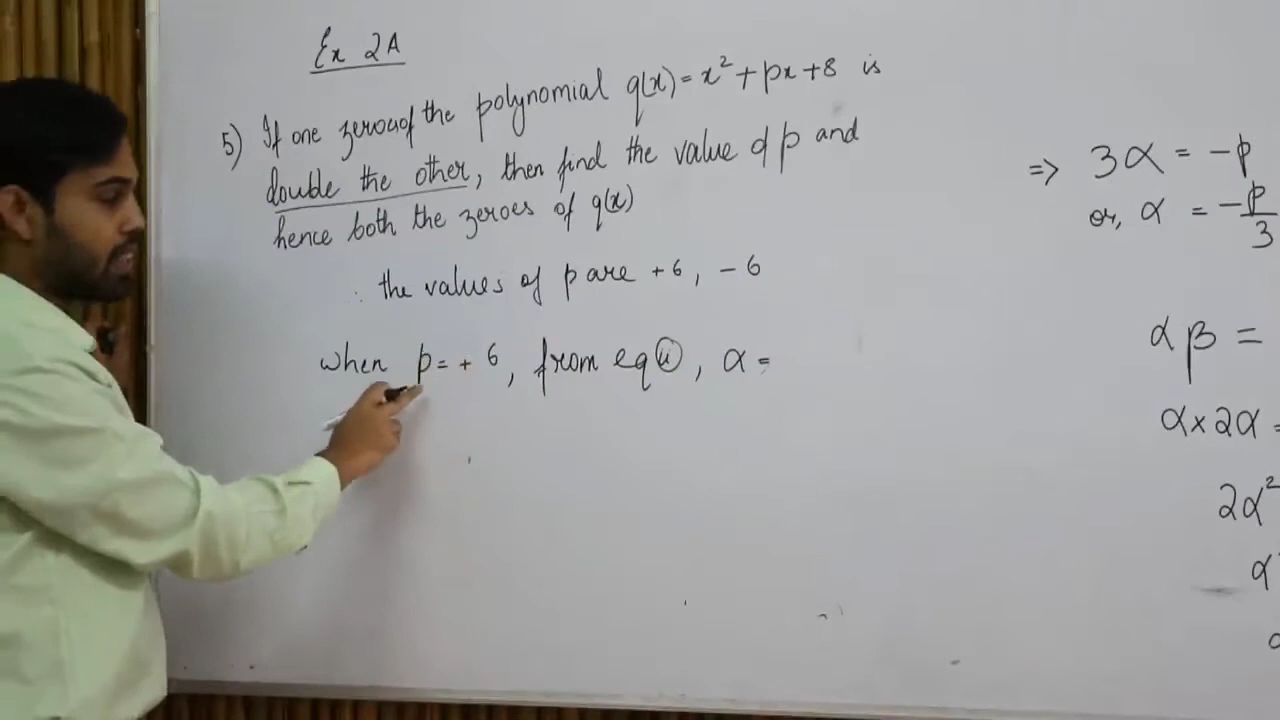 Ex 2A
5) If one zero of the polynomial q(x) = x² + px + 8 is
double the other, then find the value of p and
hence both the zeroes of q(x)
∴ the values of p are +6, -6
when p = + 6, from eq (ii), α =
⇒ 3α = -p
or, α = -p/3
αβ =
α × 2α =
2α²
α